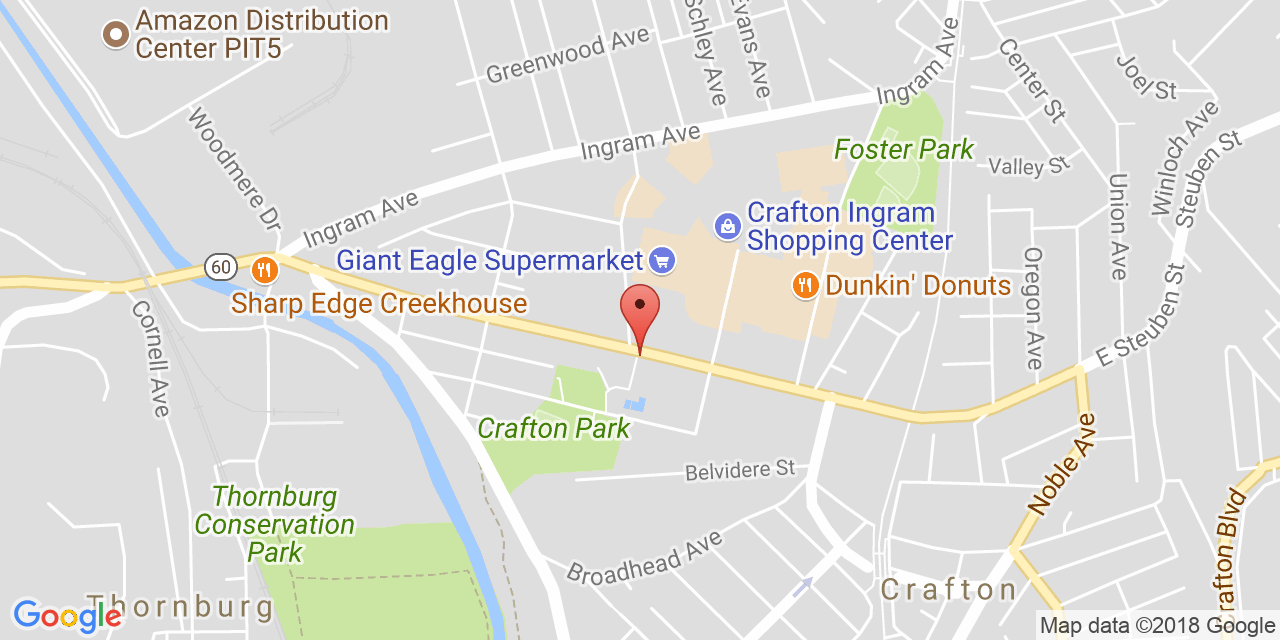 Amazon Distribution
Center PIT5
Greenwood Ave
Schley Ave
Evans Ave
Ingram Ave
Center St
Joel St
Woodmere Dr
Ingram Ave
Foster Park
Valley St
Winloch Ave
Steuben St
Union Ave
Ingram Ave
Crafton Ingram
Shopping Center
60
Giant Eagle Supermarket
Sharp Edge Creekhouse
Dunkin' Donuts
Oregon Ave
E Steuben St
Cornell Ave
Crafton Park
Noble Ave
Belvidere St
Thornburg
Conservation
Park
Broadhead Ave
Crafton Blvd
Crafton
Thornburg
Google
Map data ©2018 Google